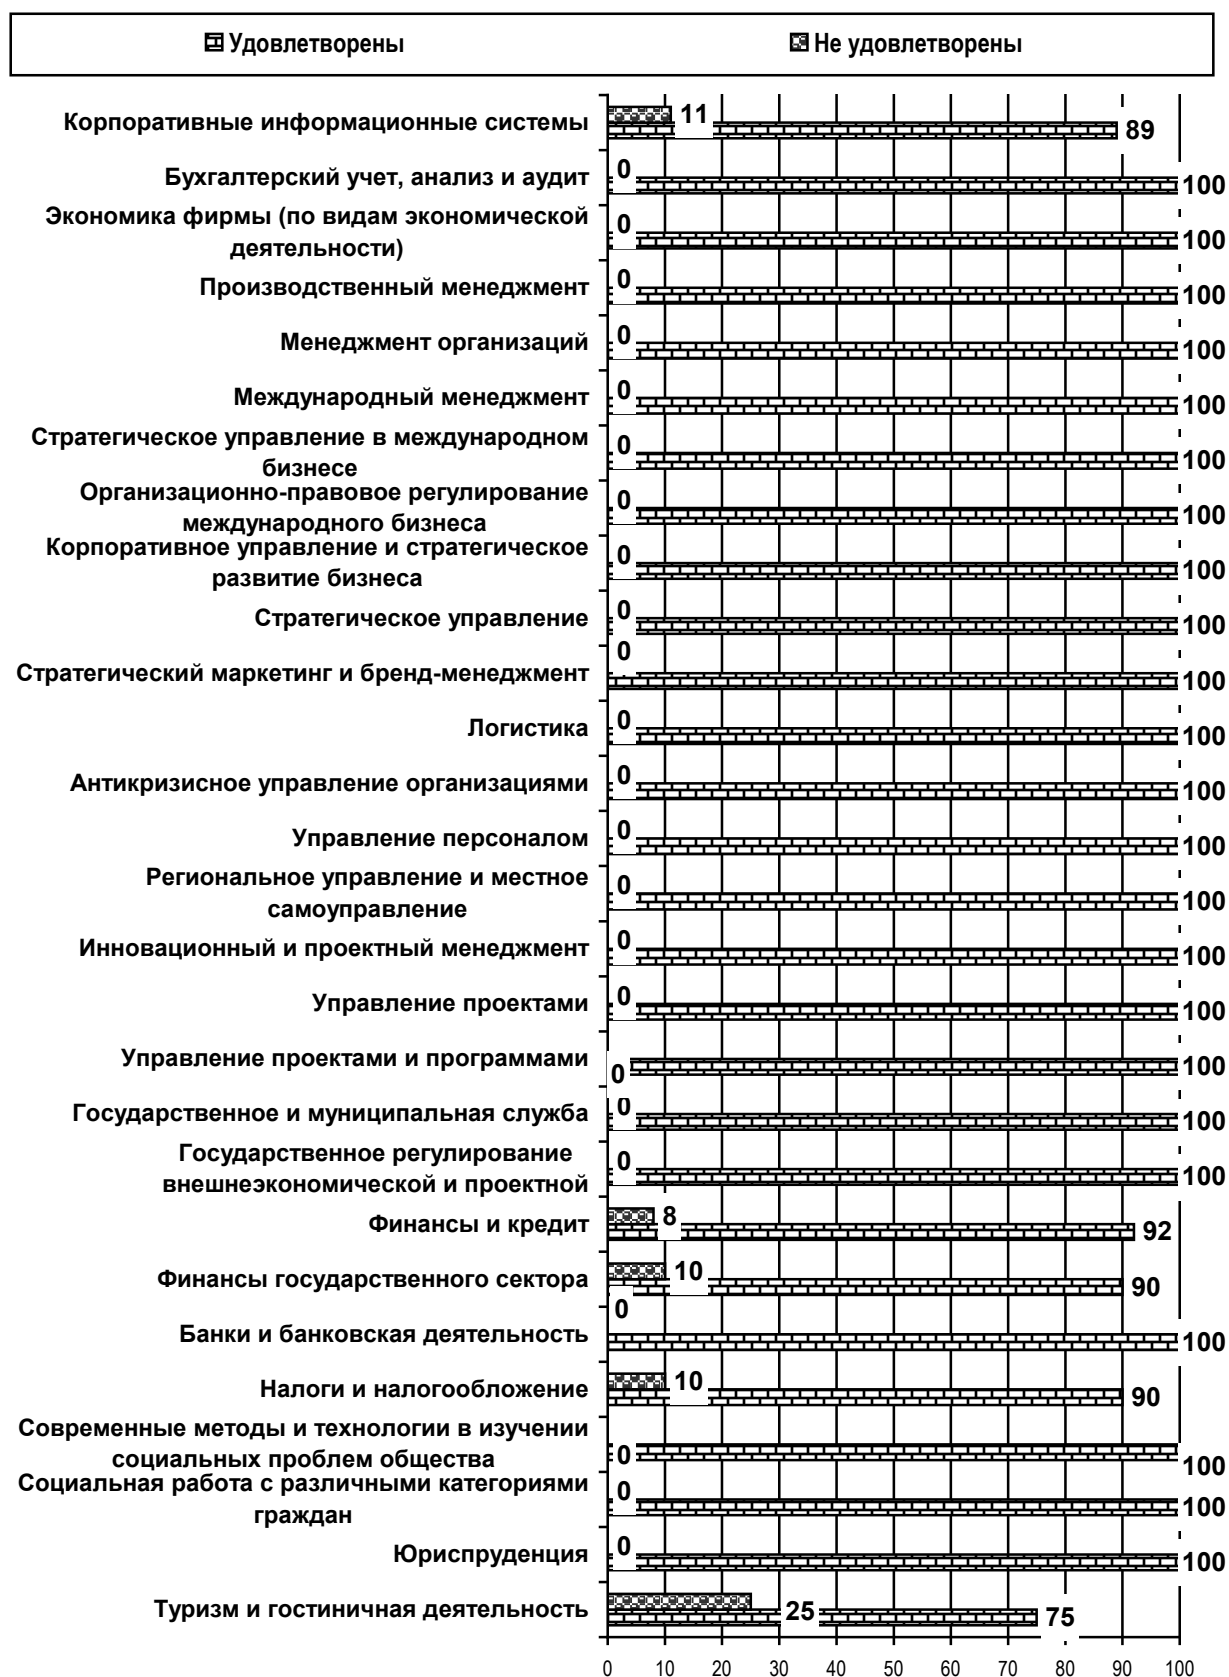 Удовлетворены Не удовлетворены
Корпоративные информационные системы 11 89
Бухгалтерский учет, анализ и аудит 0 100
Экономика фирмы (по видам экономической
деятельности) 0 100
Производственный менеджмент 0 100
Менеджмент организаций 0 100
Международный менеджмент 0 100
Стратегическое управление в международном
бизнесе 0 100
Организационно-правовое регулирование
международного бизнеса 0 100
Корпоративное управление и стратегическое
развитие бизнеса 0 100
Стратегическое управление 0 100
Стратегический маркетинг и бренд-менеджмент 0 100
Логистика 0 100
Антикризисное управление организациями 0 100
Управление персоналом 0 100
Региональное управление и местное
самоуправление 0 100
Инновационный и проектный менеджмент 0 100
Управление проектами 0 100
Управление проектами и программами 0 100
Государственное и муниципальная служба 0 100
Государственное регулирование
внешнеэкономической и проектной 0 100
Финансы и кредит 8 92
Финансы государственного сектора 10 90
Банки и банковская деятельность 0 100
Налоги и налогообложение 10 90
Современные методы и технологии в изучении
социальных проблем общества 0 100
Социальная работа с различными категориями
граждан 0 100
Юриспруденция 0 100
Туризм и гостиничная деятельность 25 75
0 10 20 30 40 50 60 70 80 90 100